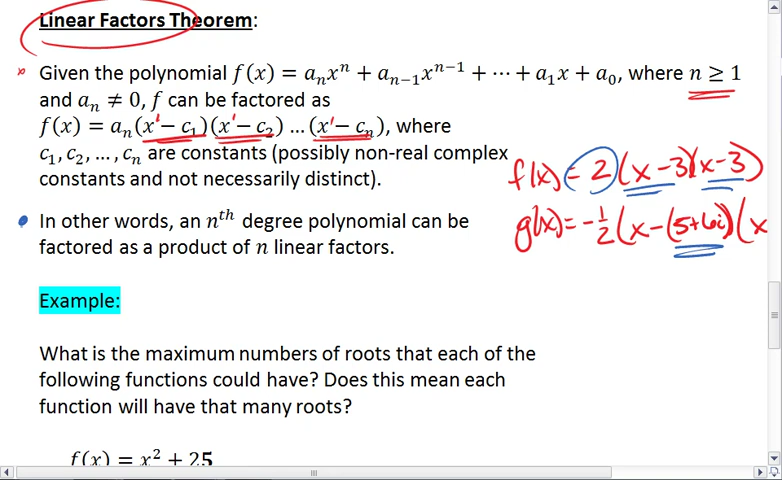 Linear Factors Theorem:
Given the polynomial f(x) = aₙxⁿ + aₙ₋₁xⁿ⁻¹ + ⋯ + a₁x + a₀, where n ≥ 1
and aₙ ≠ 0, f can be factored as
f(x) = aₙ(x − c₁)(x − c₂) … (x − cₙ), where
c₁, c₂, …, cₙ are constants (possibly non-real complex
constants and not necessarily distinct).
f(x) = 2(x-3)(x-3)
In other words, an nᵗʰ degree polynomial can be
factored as a product of n linear factors.
g(x) = -1/2 (x-(5+6i))(x
Example:
What is the maximum numbers of roots that each of the
following functions could have? Does this mean each
function will have that many roots?
f(x) = x² + 25